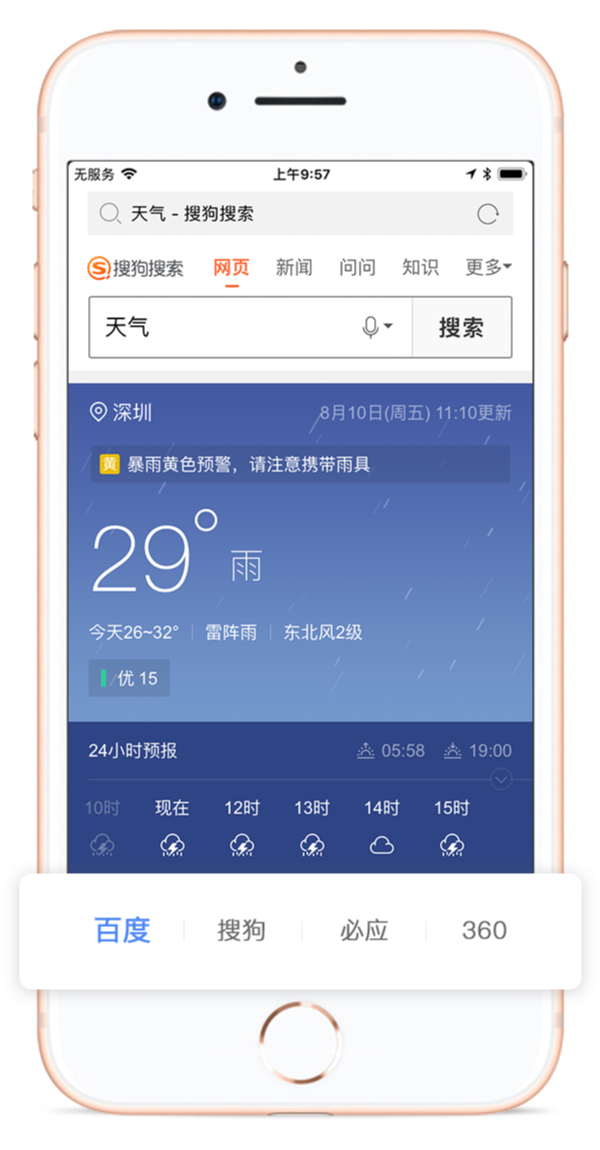 无服务 上午9:57
天气 - 搜狗搜索
搜狗搜索 网页 新闻 问问 知识 更多
天气 搜索
深圳 8月10日(周五) 11:10更新
黄 暴雨黄色预警，请注意携带雨具
29° 雨
今天26~32° 雷阵雨 东北风2级
优 15
24小时预报 05:58 19:00
10时 现在 12时 13时 14时 15时
百度 搜狗 必应 360